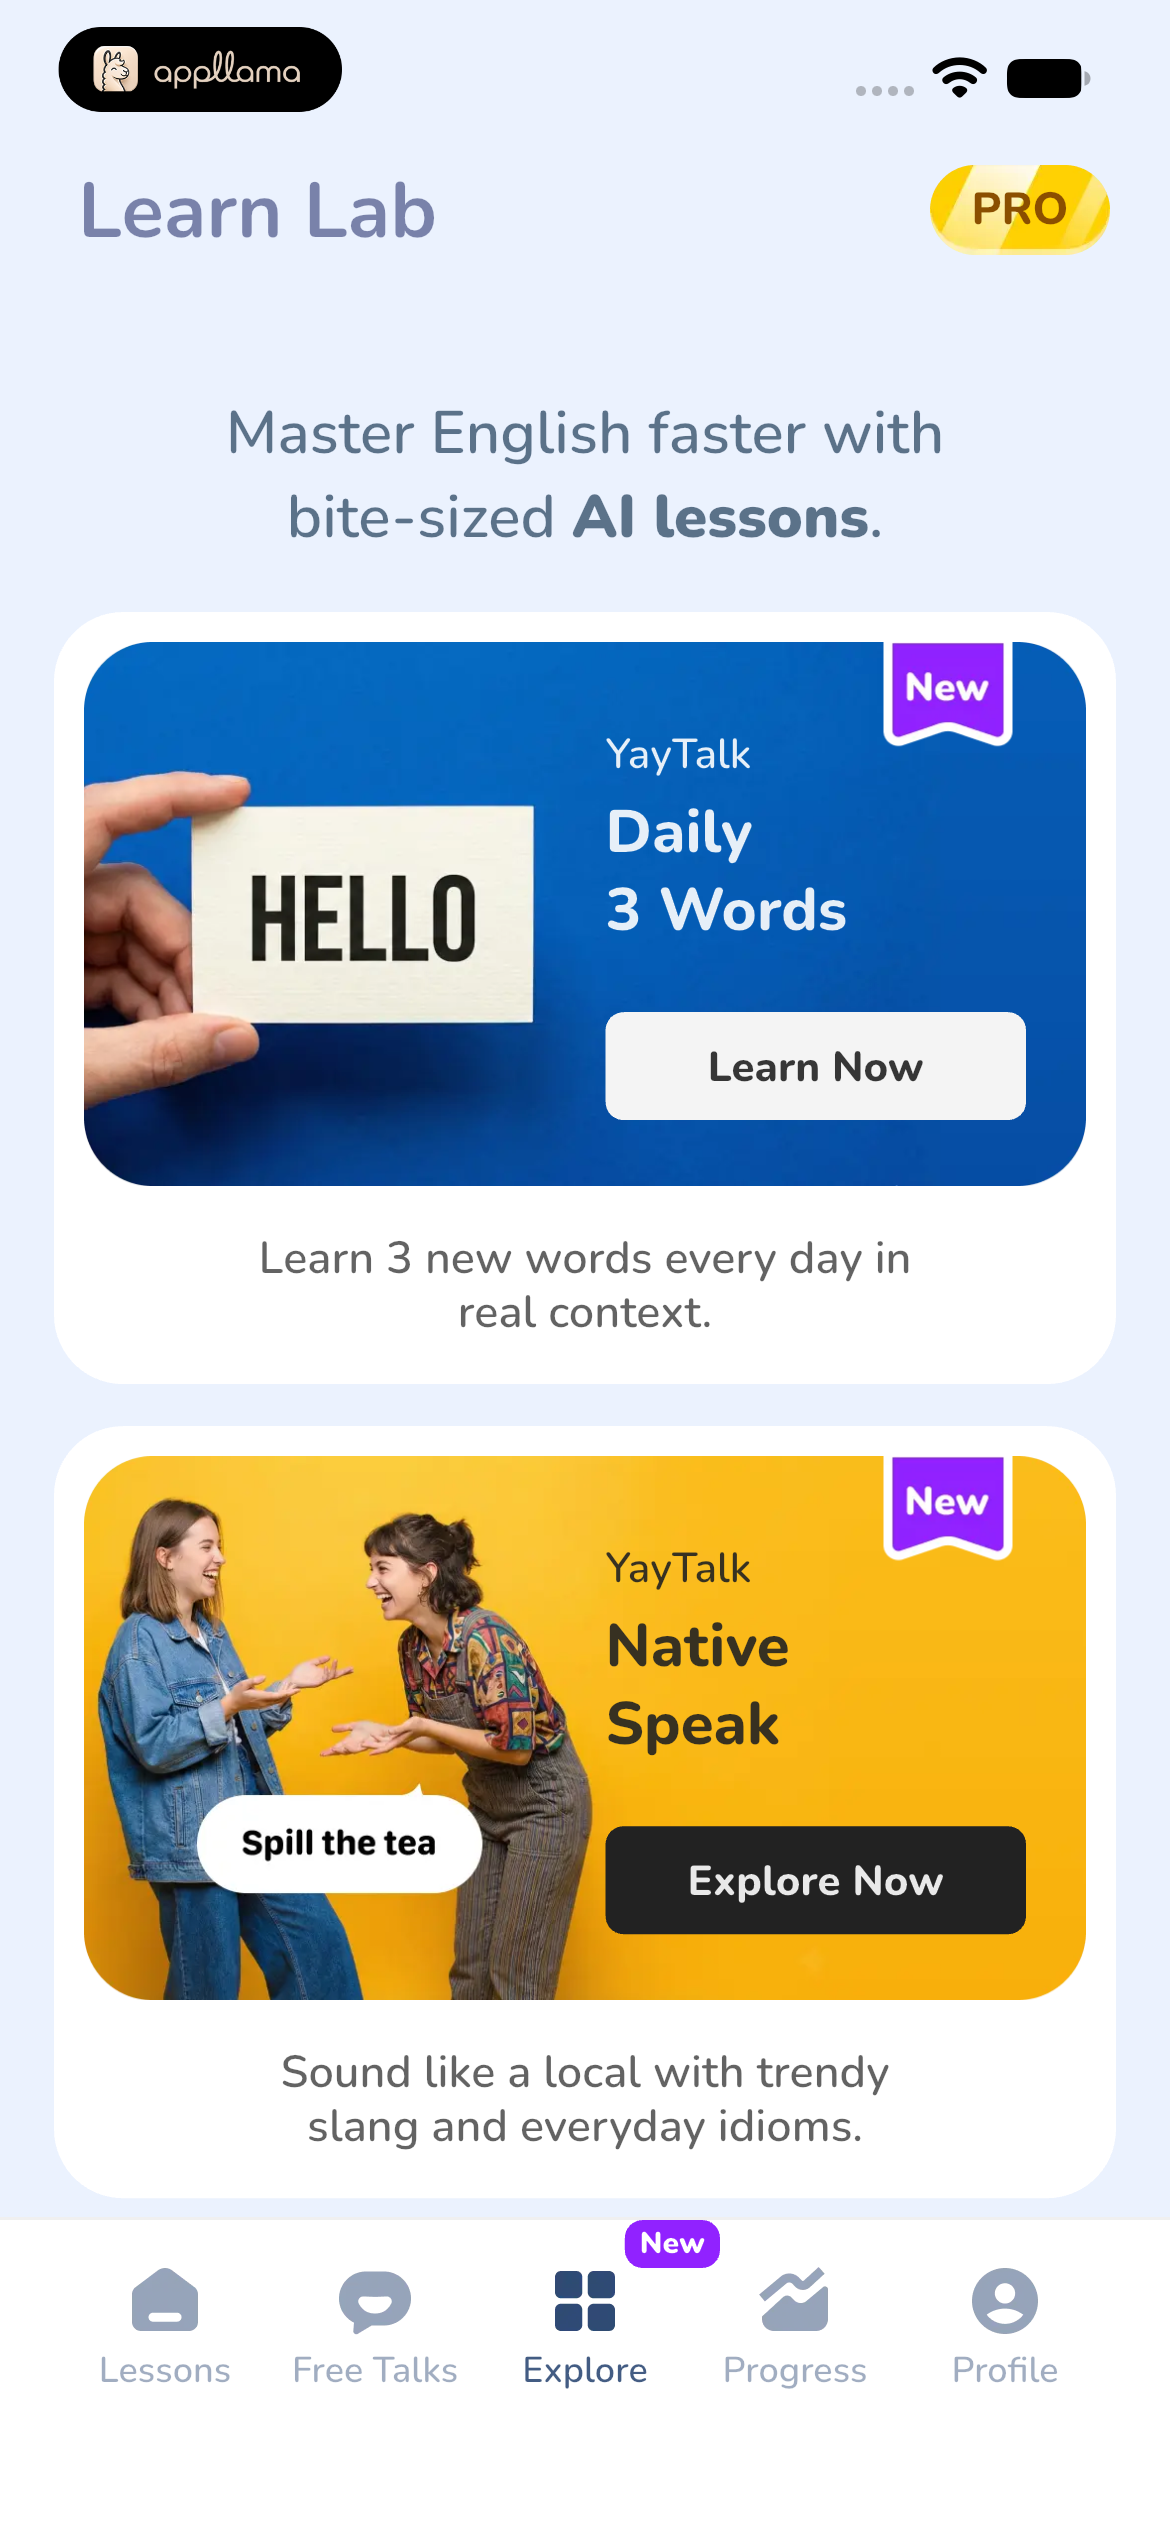 appllama
Learn Lab
PRO
Master English faster with
bite-sized AI lessons.
New
YayTalk
Daily
3 Words
HELLO
Learn Now
Learn 3 new words every day in
real context.
New
YayTalk
Native
Speak
Spill the tea
Explore Now
Sound like a local with trendy
slang and everyday idioms.
New
Lessons
Free Talks
Explore
Progress
Profile